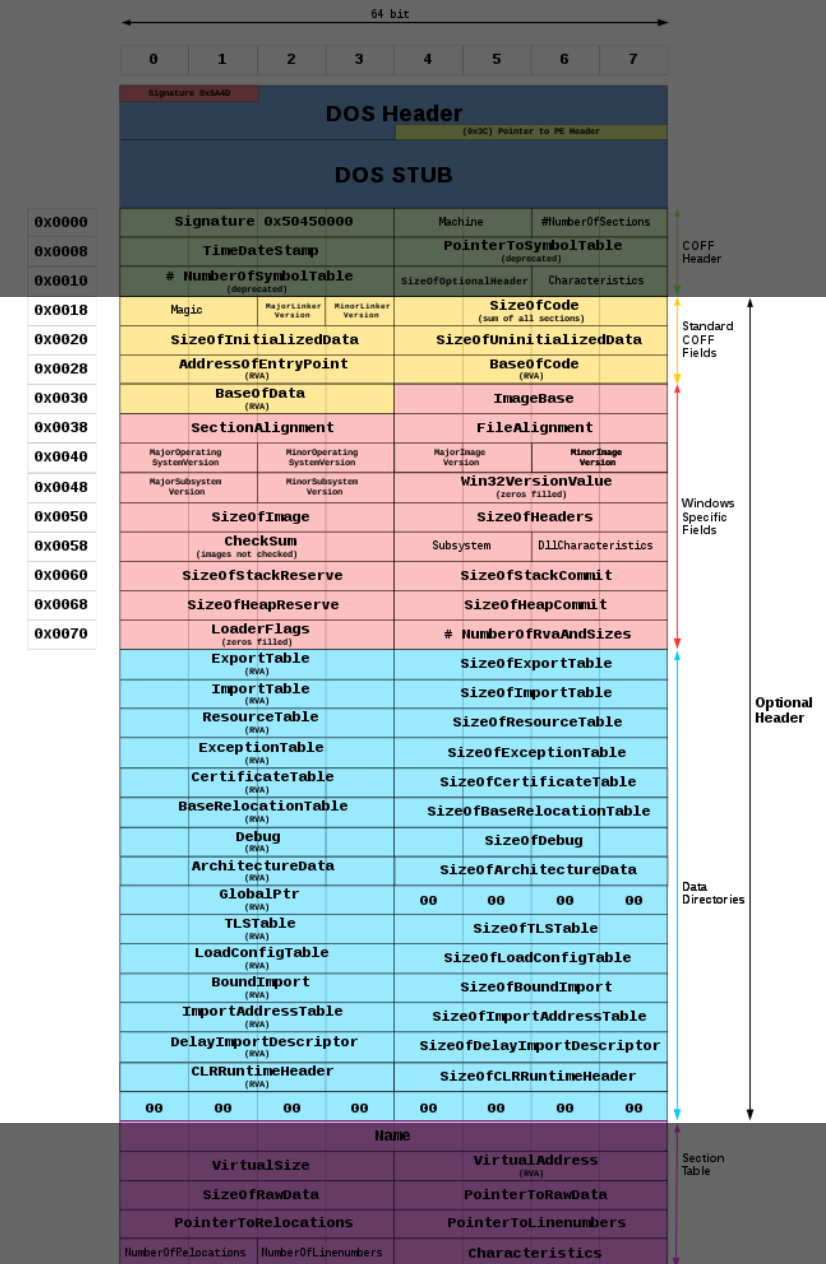 64 bit
0 1 2 3 4 5 6 7
Signature 0x5A4D
DOS Header
(0x3C) Pointer to PE Header
DOS STUB
0x0000 Signature 0x50450000 Machine #NumberOfSections
0x0008 TimeDateStamp PointerToSymbolTable
(deprecated)
COFF
Header
0x0010 # NumberOfSymbolTable SizeOfOptionalHeader Characteristics
(deprecated)
0x0018 Magic MajorLinker MinorLinker SizeOfCode
Version Version (sum of all sections)
Standard
COFF
Fields
0x0020 SizeOfInitializedData SizeOfUninitializedData
0x0028 AddressOfEntryPoint BaseOfCode
(RVA) (RVA)
0x0030 BaseOfData ImageBase
(RVA)
0x0038 SectionAlignment FileAlignment
0x0040 MajorOperating MinorOperating MajorImage MinorImage
SystemVersion SystemVersion Version Version
0x0048 MajorSubsystem MinorSubsystem Win32VersionValue
Version Version (zeros filled)
Windows
Specific
Fields
0x0050 SizeOfImage SizeOfHeaders
0x0058 CheckSum Subsystem DllCharacteristics
(images not checked)
0x0060 SizeOfStackReserve SizeOfStackCommit
0x0068 SizeOfHeapReserve SizeOfHeapCommit
0x0070 LoaderFlags # NumberOfRvaAndSizes
(zeros filled)
ExportTable SizeOfExportTable
(RVA)
ImportTable SizeOfImportTable
(RVA)
Optional
Header
ResourceTable SizeOfResourceTable
(RVA)
ExceptionTable SizeOfExceptionTable
(RVA)
CertificateTable SizeOfCertificateTable
(RVA)
BaseRelocationTable SizeOfBaseRelocationTable
(RVA)
Debug SizeOfDebug
(RVA)
ArchitectureData SizeOfArchitectureData
(RVA)
Data
Directories
GlobalPtr 00 00 00 00
(RVA)
TLSTable SizeOfTLSTable
(RVA)
LoadConfigTable SizeOfLoadConfigTable
(RVA)
BoundImport SizeOfBoundImport
(RVA)
ImportAddressTable SizeOfImportAddressTable
(RVA)
DelayImportDescriptor SizeOfDelayImportDescriptor
(RVA)
CLRRuntimeHeader SizeOfCLRRuntimeHeader
(RVA)
00 00 00 00 00 00 00 00
Name
VirtualSize VirtualAddress
(RVA)
Section
Table
SizeOfRawData PointerToRawData
PointerToRelocations PointerToLinenumbers
NumberOfRelocations NumberOfLinenumbers Characteristics